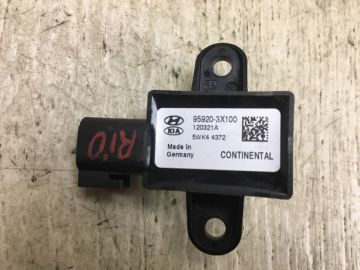 95920-3X100
KIA
120321A
5WK4 4372
Made in
Germany
CONTINENTAL
RIO